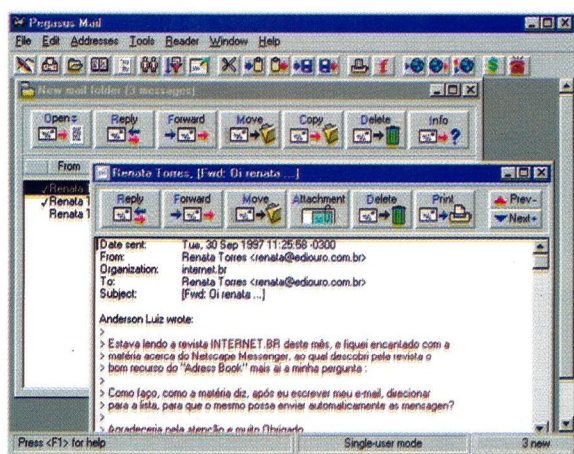 Pegasus Mail
File Edit Addresses Tools Reader Window Help
New mail folder (3 messages)
Open Reply Forward Move Copy Delete Info
From
✓Renata T
✓Renata T
Renata T
Renata Torres, [Fwd: Oi renata ...]
Reply Forward Move Attachment Delete Print Prev-
Next+
Date sent: Tue, 30 Sep 1997 11:25:58 -0300
From: Renata Torres <renata@ediouro.com.br>
Organization: internet.br
To: Renata Torres <renata@ediouro.com.br>
Subject: [Fwd: Oi renata ...]
Anderson Luiz wrote:
>
> Estava lendo a revista INTERNET.BR deste mês, e fiquei encantado com a
> matéria acerca do Netscape Messenger, ao qual descobri pela revista o
> bom recurso do "Adress Book" mais ai a minha pergunta :
>
> Como faço, como a matéria diz, após eu escrever meu e-mail, direcionar
> para a lista, para que o mesmo possa enviar automaticamente as mensagen?
>
> Agradeceria pela atenção e muito Obrigado
Press <F1> for help Single-user mode 3 new